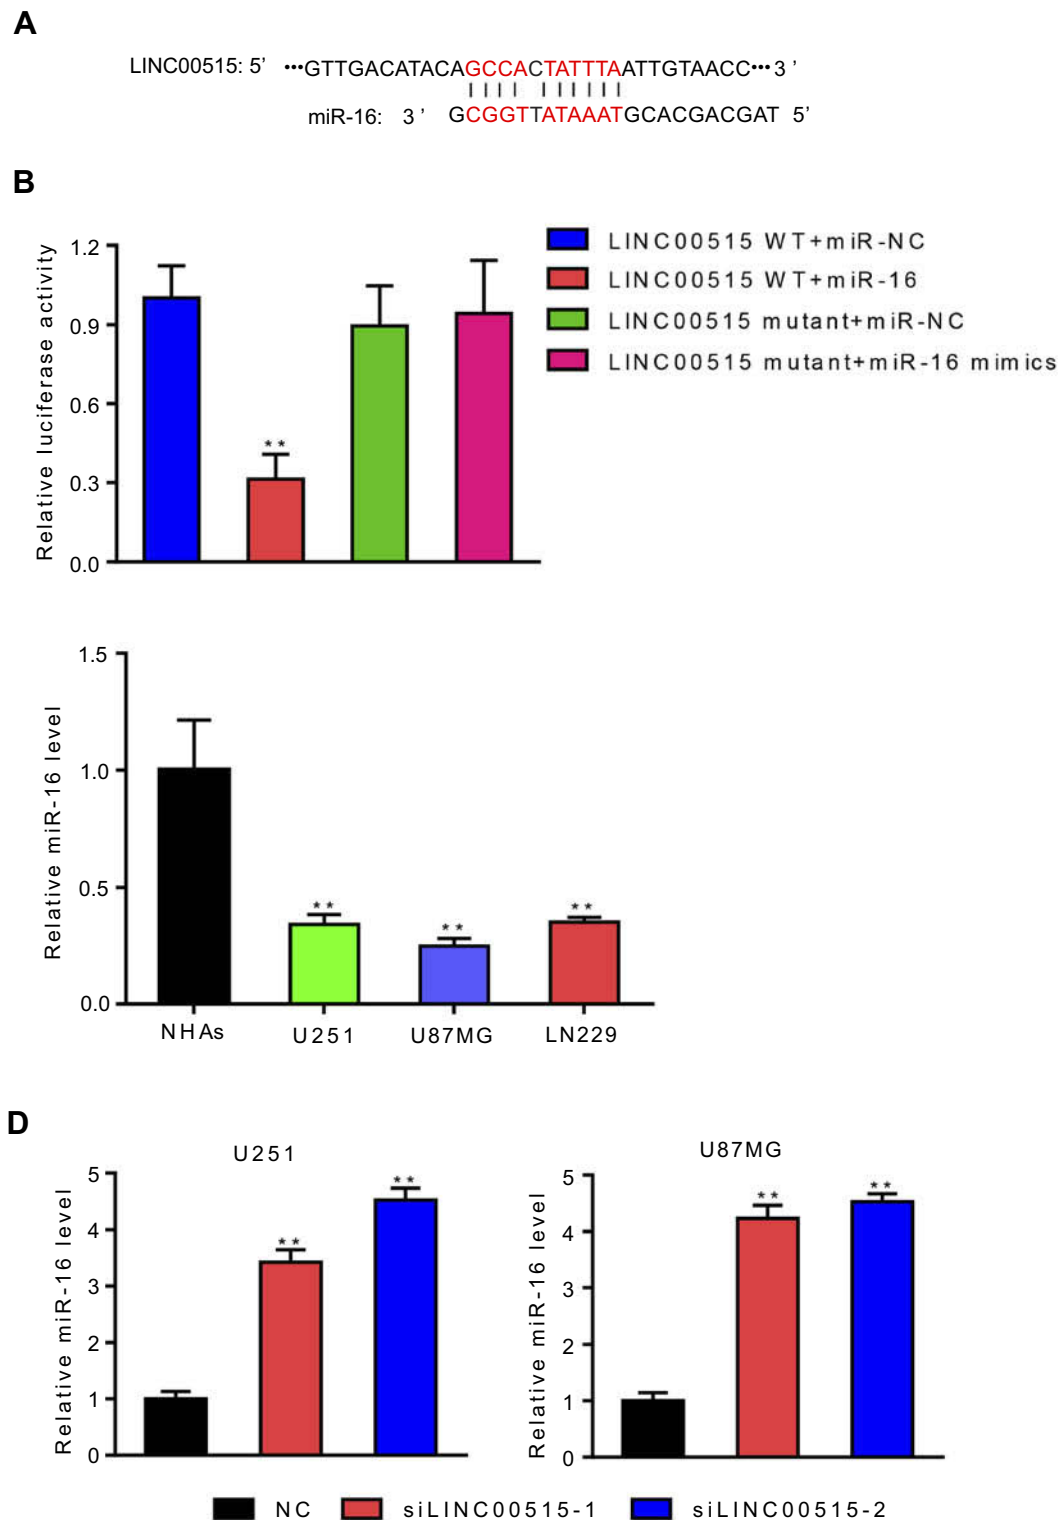 A
LINC00515: 5’ •••GTTGACATACAGCCACTATTTAATTGTAACC•••3 ’
miR-16: 3 ’ GCGGTTATAAATGCACGACGAT 5’
B
Relative luciferase activity
1.2
0.9
0.6
0.3
0.0
**
LINC00515 WT+miR-NC
LINC00515 WT+miR-16
LINC00515 mutant+miR-NC
LINC00515 mutant+miR-16 mimics
Relative miR-16 level
1.5
1.0
0.5
0.0
**
**
**
NHAs U251 U87MG LN229
D
U251
Relative miR-16 level
5
4
3
2
1
0
**
**
U87MG
Relative miR-16 level
5
4
3
2
1
0
**
**
NC siLINC00515-1 siLINC00515-2